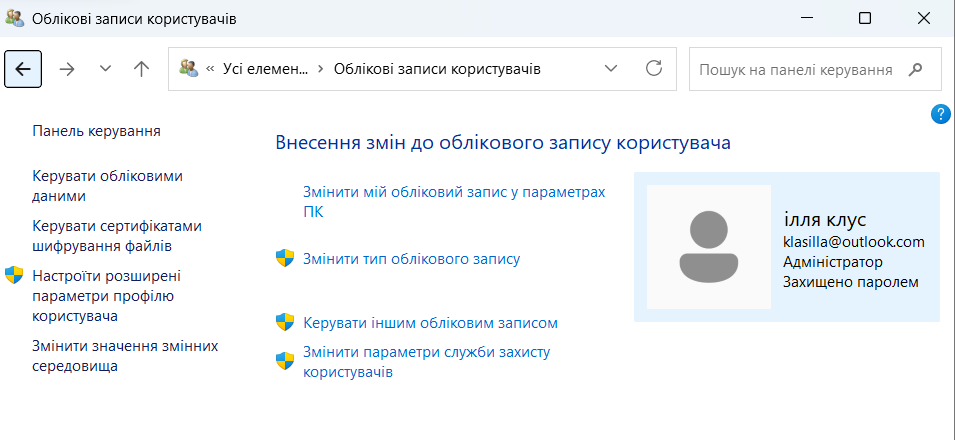 Облікові записи користувачів
Усі елемен...
Облікові записи користувачів
Пошук на панелі керування
Панель керування
Керувати обліковими
даними
Керувати сертифікатами
шифрування файлів
Настроїти розширені
параметри профілю
користувача
Змінити значення змінних
середовища
Внесення змін до облікового запису користувача
Змінити мій обліковий запис у параметрах
ПК
Змінити тип облікового запису
Керувати іншим обліковим записом
Змінити параметри служби захисту
користувачів
ілля клус
klasilla@outlook.com
Адміністратор
Захищено паролем